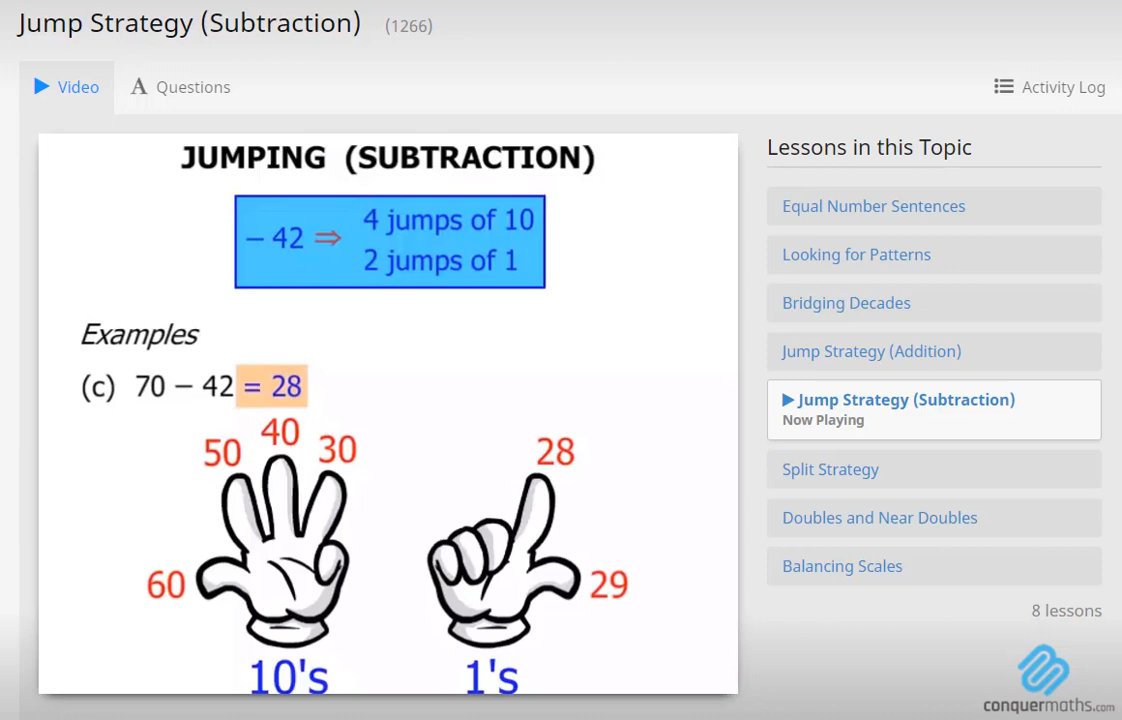 Jump Strategy (Subtraction) (1266)
Video
Questions
Activity Log
JUMPING (SUBTRACTION)
– 42 ⇒ 4 jumps of 10
2 jumps of 1
Examples
(c) 70 – 42 = 28
50 40 30
60
28
29
10's
1's
Lessons in this Topic
Equal Number Sentences
Looking for Patterns
Bridging Decades
Jump Strategy (Addition)
Jump Strategy (Subtraction)
Now Playing
Split Strategy
Doubles and Near Doubles
Balancing Scales
8 lessons
conquermaths.com